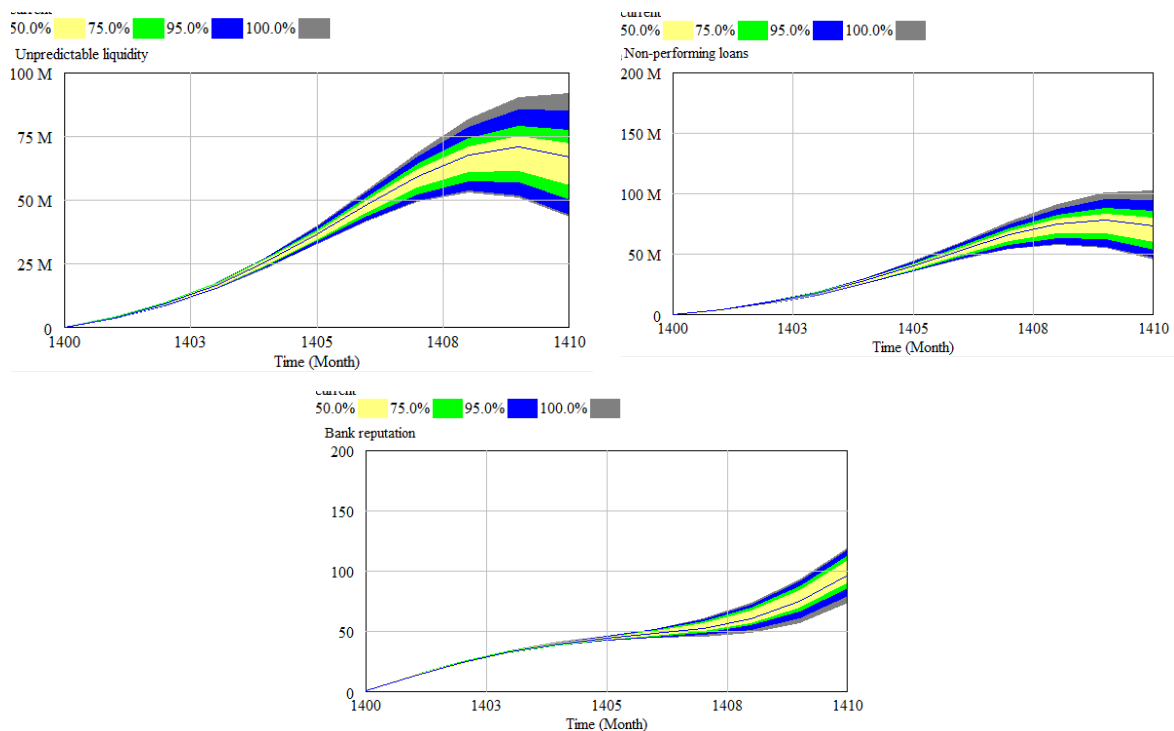 current
50.0% 75.0% 95.0% 100.0%
Unpredictable liquidity
100 M
75 M
50 M
25 M
0
1400 1403 1405 1408 1410
Time (Month)
current
50.0% 75.0% 95.0% 100.0%
Non-performing loans
200 M
150 M
100 M
50 M
0
1400 1403 1405 1408 1410
Time (Month)
current
50.0% 75.0% 95.0% 100.0%
Bank reputation
200
150
100
50
0
1400 1403 1405 1408 1410
Time (Month)